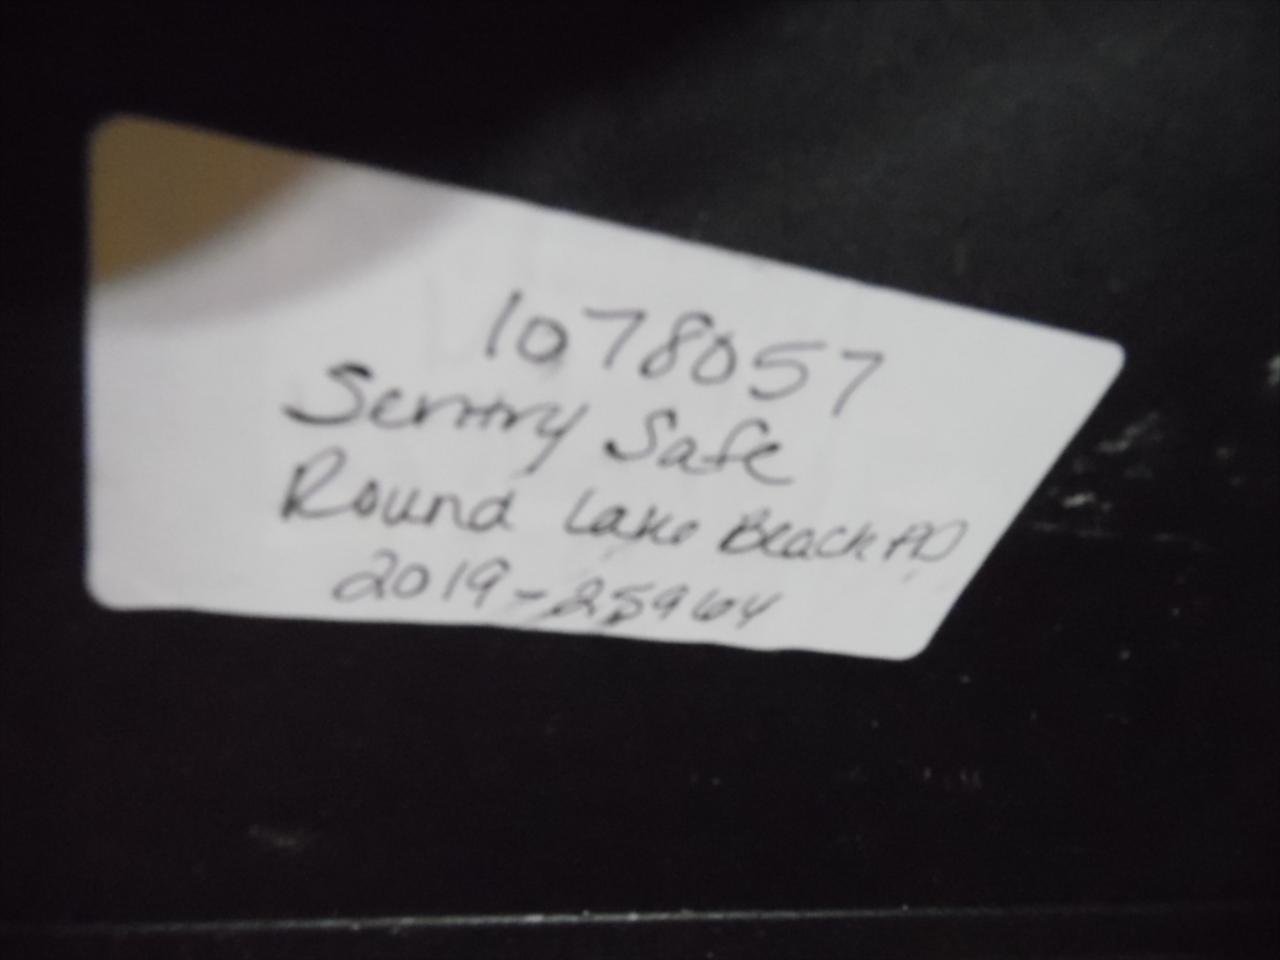 1078057
Sentry Safe
Round Lake Beach PD
2019-25964